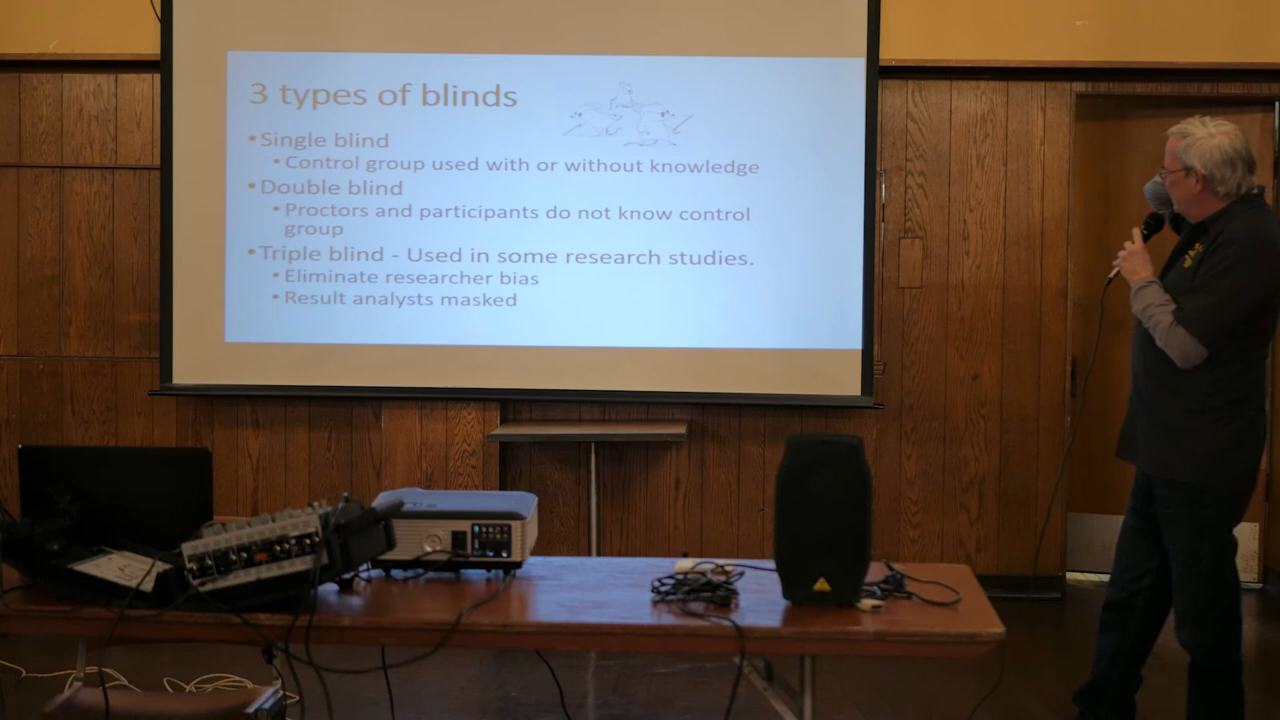 3 types of blinds
•Single blind
•Control group used with or without knowledge
•Double blind
•Proctors and participants do not know control
group
•Triple blind - Used in some research studies.
•Eliminate researcher bias
•Result analysts masked